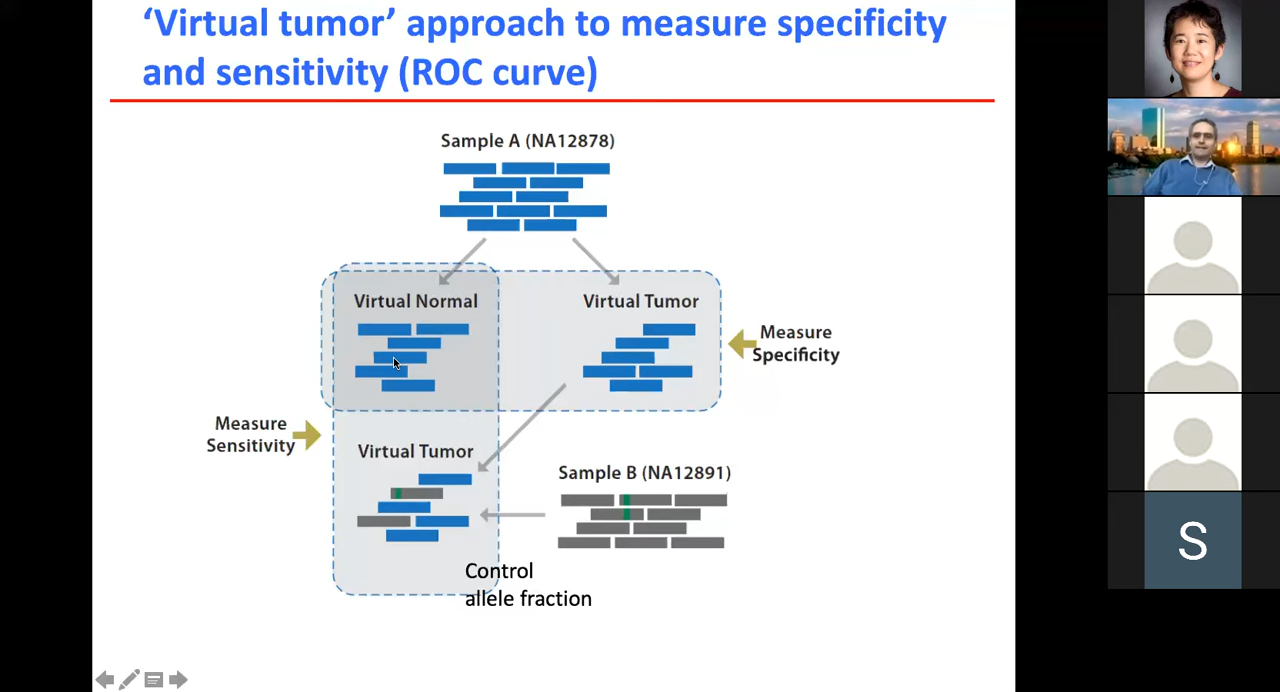 ‘Virtual tumor’ approach to measure specificity
and sensitivity (ROC curve)
Sample A (NA12878)
Virtual Normal
Virtual Tumor
Measure
Specificity
Measure
Sensitivity
Virtual Tumor
Sample B (NA12891)
Control
allele fraction
S